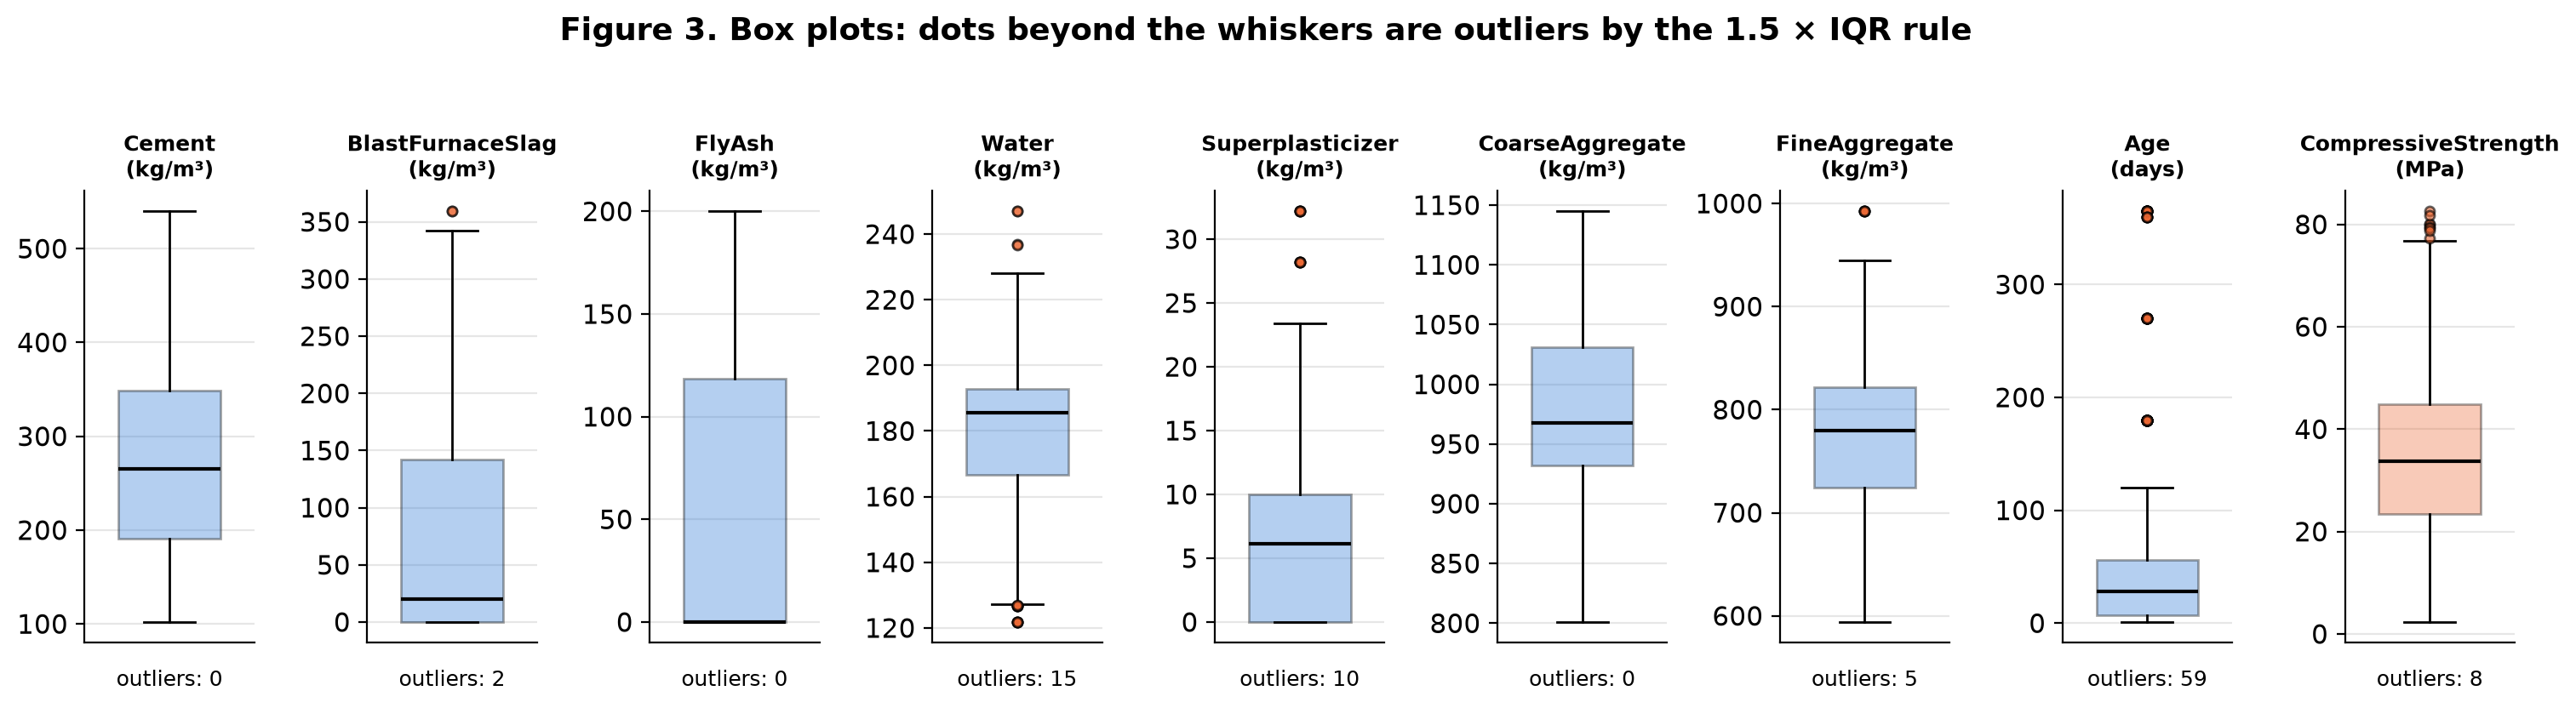 Figure 3. Box plots: dots beyond the whiskers are outliers by the 1.5 × IQR rule
Cement
(kg/m³)
500
400
300
200
100
outliers: 0
BlastFurnaceSlag
(kg/m³)
350
300
250
200
150
100
50
0
outliers: 2
FlyAsh
(kg/m³)
200
150
100
50
0
outliers: 0
Water
(kg/m³)
240
220
200
180
160
140
120
outliers: 15
Superplasticizer
(kg/m³)
30
25
20
15
10
5
0
outliers: 10
CoarseAggregate
(kg/m³)
1150
1100
1050
1000
950
900
850
800
outliers: 0
FineAggregate
(kg/m³)
1000
900
800
700
600
outliers: 5
Age
(days)
300
200
100
0
outliers: 59
CompressiveStrength
(MPa)
80
60
40
20
0
outliers: 8